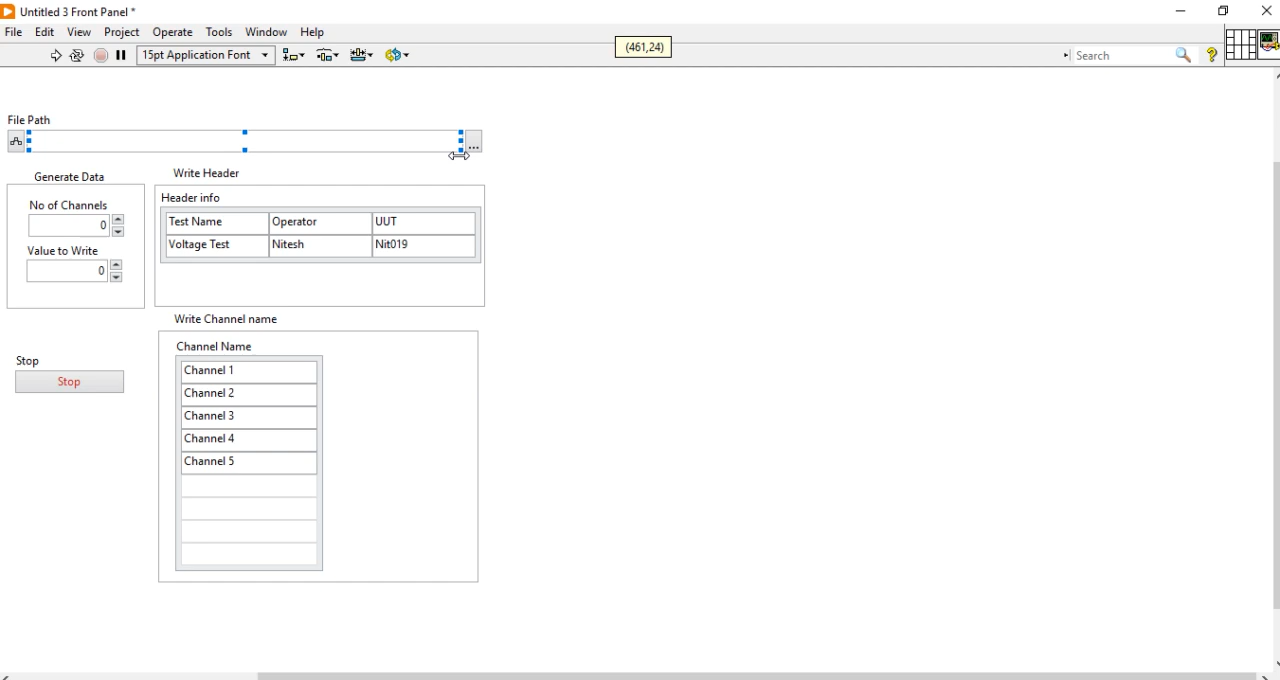 Untitled 3 Front Panel *
File Edit View Project Operate Tools Window Help
15pt Application Font
(461,24)
Search
?
File Path
...
Generate Data
Write Header
No of Channels
0
Value to Write
0
Header info
Test Name Operator UUT
Voltage Test Nitesh Nit019
Write Channel name
Channel Name
Channel 1
Channel 2
Channel 3
Channel 4
Channel 5
Stop
Stop